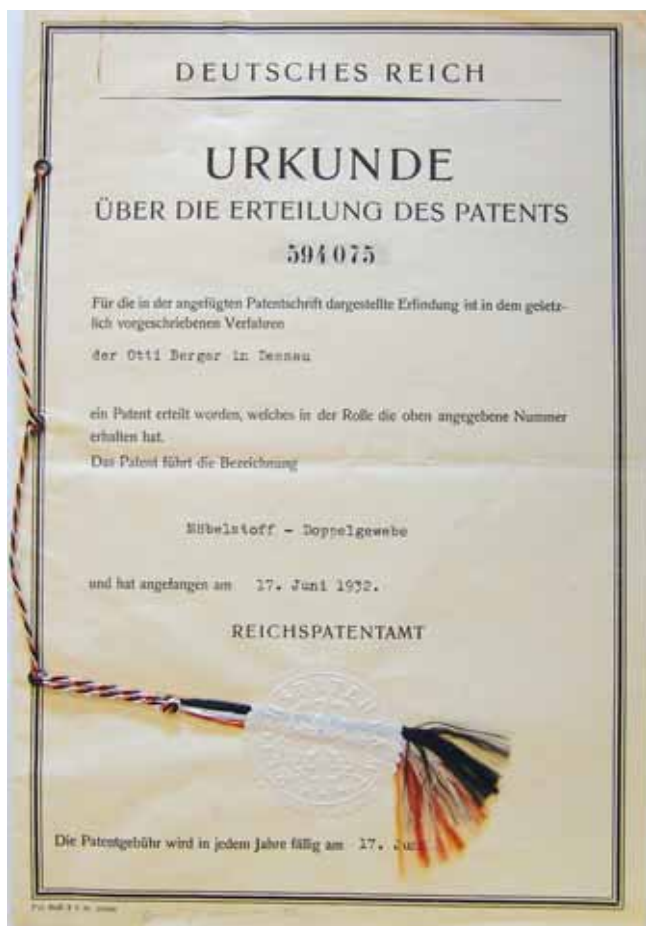 DEUTSCHES REICH
URKUNDE
ÜBER DIE ERTEILUNG DES PATENTS
594075
Für die in der angefügten Patentschrift dargestellte Erfindung ist in dem gesetz-
lich vorgeschriebenen Verfahren
der Otti Berger in Dessau
ein Patent erteilt worden, welches in der Rolle die oben angegebene Nummer
erhalten hat.
Das Patent führt die Bezeichnung
Möbelstoff - Doppelgewebe
und hat angefangen am 17. Juni 1932.
REICHSPATENTAMT
Die Patentgebühr wird in jedem Jahre fällig am 17.